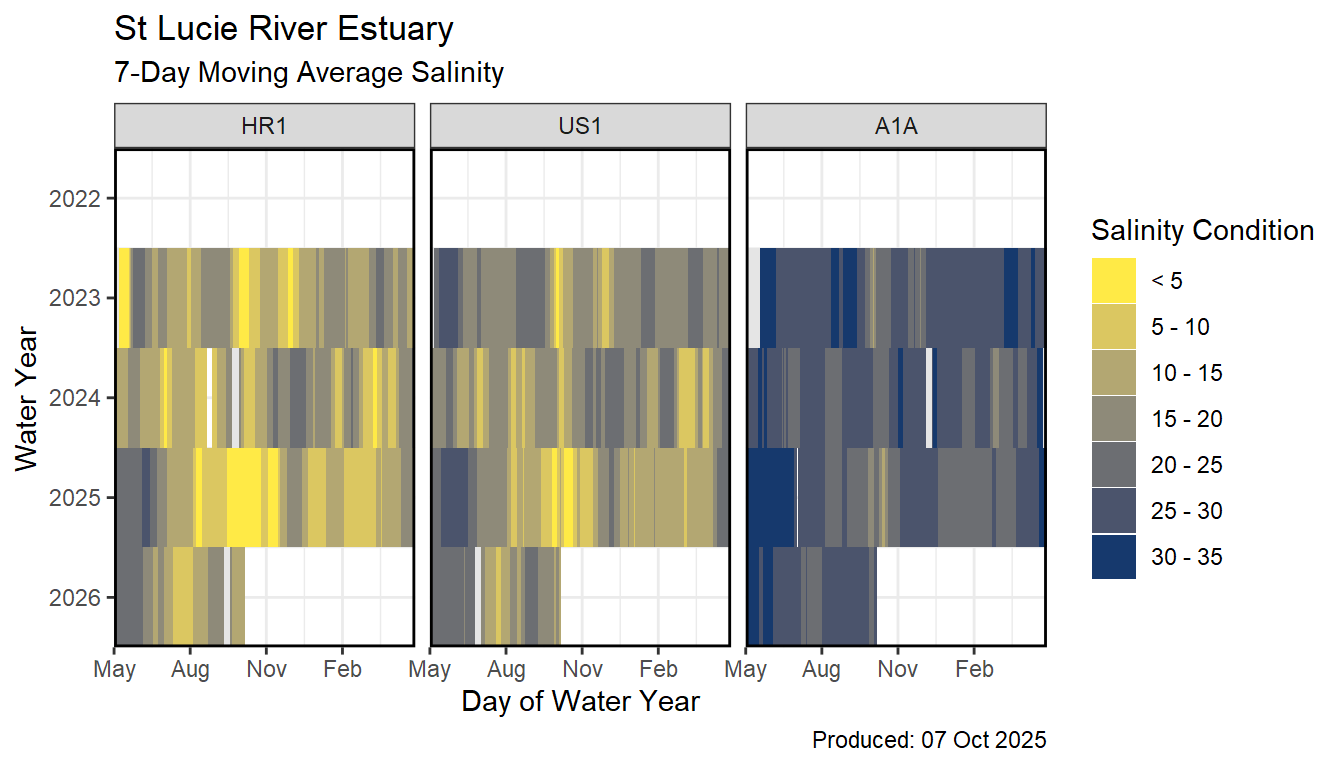 St Lucie River Estuary
7-Day Moving Average Salinity
HR1
US1
A1A
Water Year
2022
2023
2024
2025
2026
May Aug Nov Feb
May Aug Nov Feb
May Aug Nov Feb
Day of Water Year
Salinity Condition
< 5
5 - 10
10 - 15
15 - 20
20 - 25
25 - 30
30 - 35
Produced: 07 Oct 2025